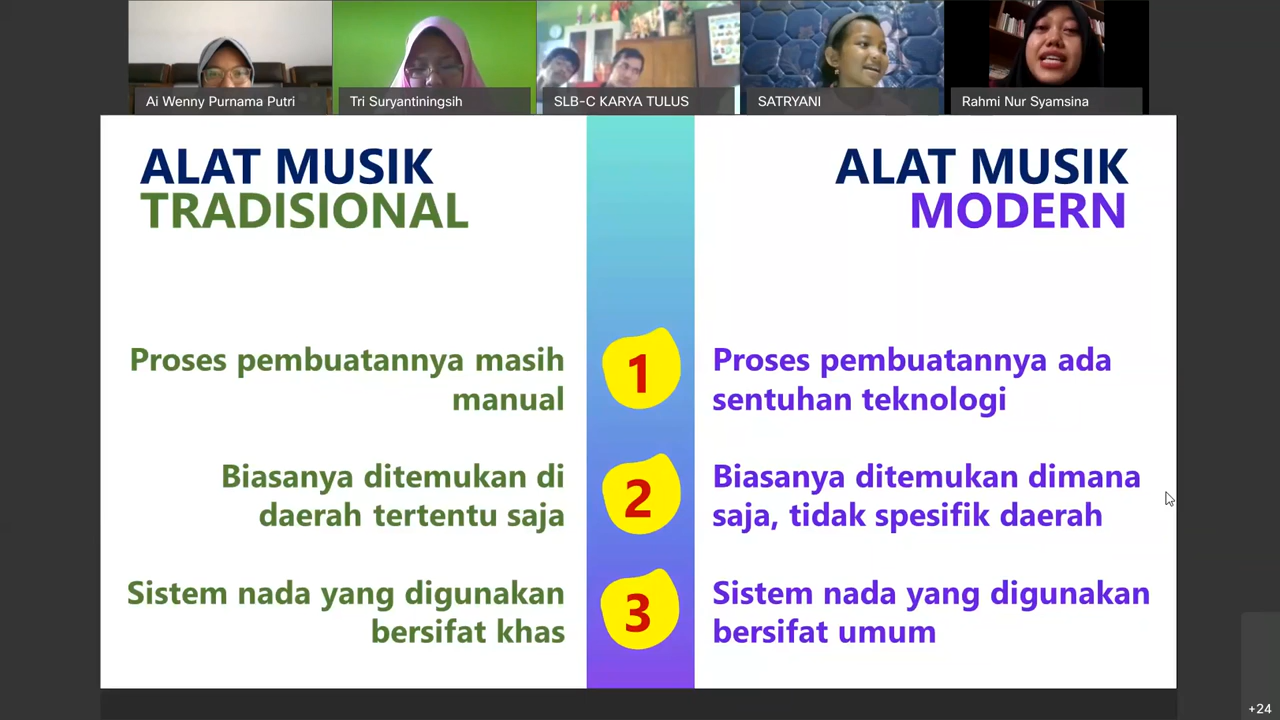 Ai Wenny Purnama Putri
Tri Suryantiningsih
SLB-C KARYA TULUS
SATRYANI
Rahmi Nur Syamsina
ALAT MUSIK
TRADISIONAL
ALAT MUSIK
MODERN
Proses pembuatannya masih
manual
1
Proses pembuatannya ada
sentuhan teknologi
Biasanya ditemukan di
daerah tertentu saja
2
Biasanya ditemukan dimana
saja, tidak spesifik daerah
Sistem nada yang digunakan
bersifat khas
3
Sistem nada yang digunakan
bersifat umum
+24